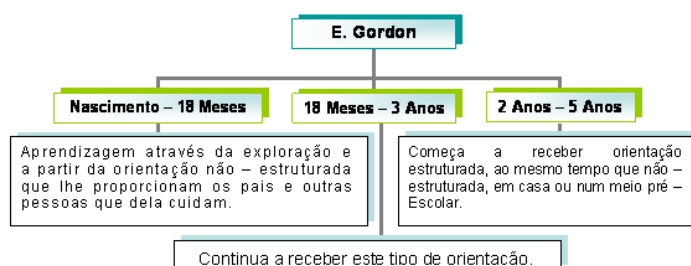 E. Gordon
Nascimento – 18 Meses
18 Meses – 3 Anos
2 Anos – 5 Anos
Aprendizagem através da exploração e
a partir da orientação não – estruturada
que lhe proporcionam os pais e outras
pessoas que dela cuidam.
Começa a receber orientação
estruturada, ao mesmo tempo que não –
estruturada, em casa ou num meio pré –
Escolar.
Continua a receber este tipo de orientação.